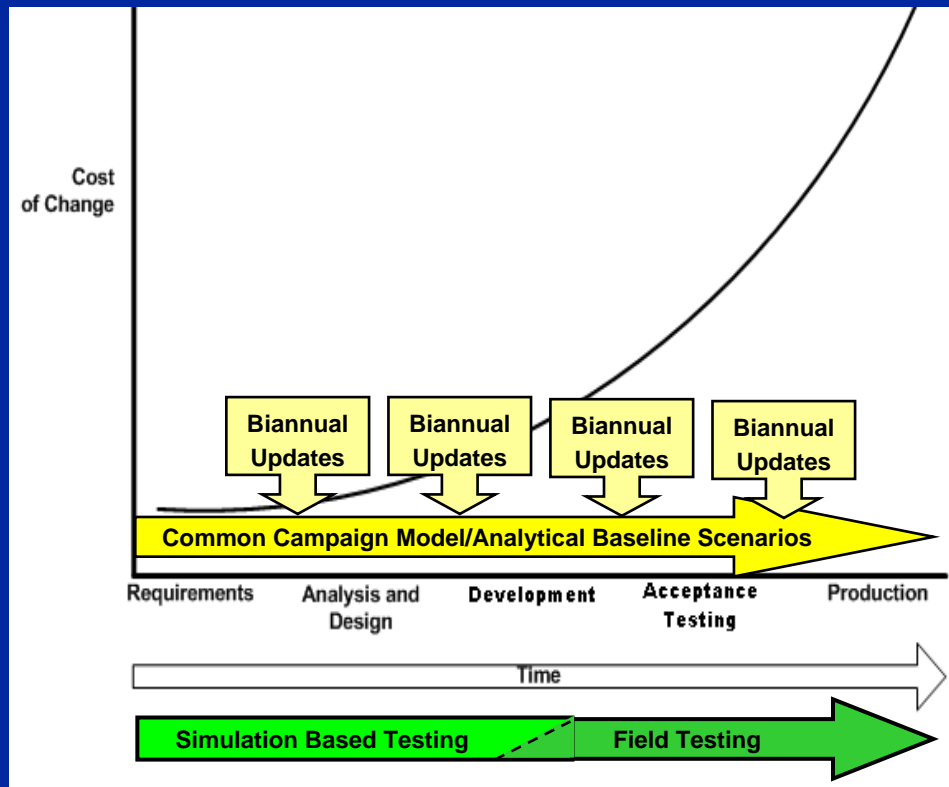 Cost
of Change
Biannual
Updates
Biannual
Updates
Biannual
Updates
Biannual
Updates
Common Campaign Model/Analytical Baseline Scenarios
Requirements
Analysis and
Design
Development
Acceptance
Testing
Production
Time
Simulation Based Testing
Field Testing